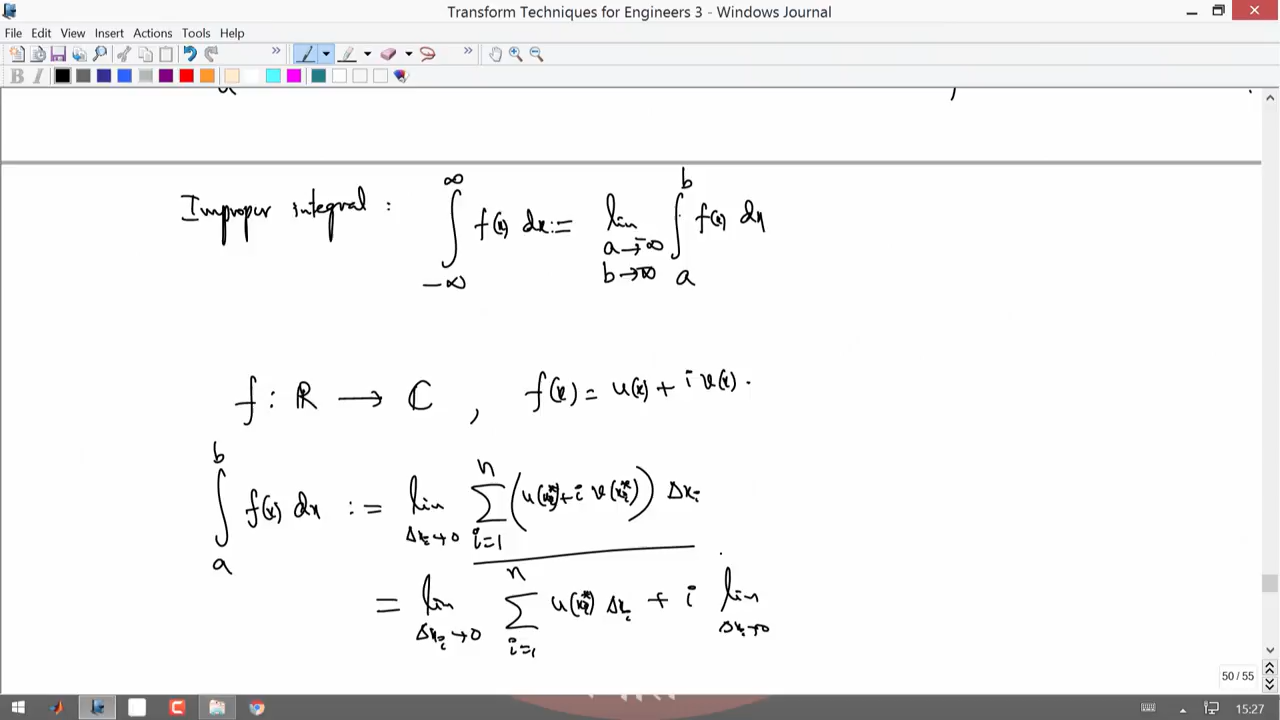 Transform Techniques for Engineers 3 - Windows Journal
File Edit View Insert Actions Tools Help
B I
a
Improper integral : ∫_{-∞}^{∞} f(x) dx := lim_{a→-∞ b→∞} ∫_a^b f(x) dx
f : ℝ → ℂ , f(x) = u(x) + i v(x) .
∫_a^b f(x) dx := lim_{Δx_i→0} ∑_{i=1}^{n} (u(x_i^*) + i v(x_i^*)) Δx_i
= lim_{Δx_i→0} ∑_{i=1}^{n} u(x_i^*) Δx_i + i lim_{Δx_i→0}
50 / 55
15:27